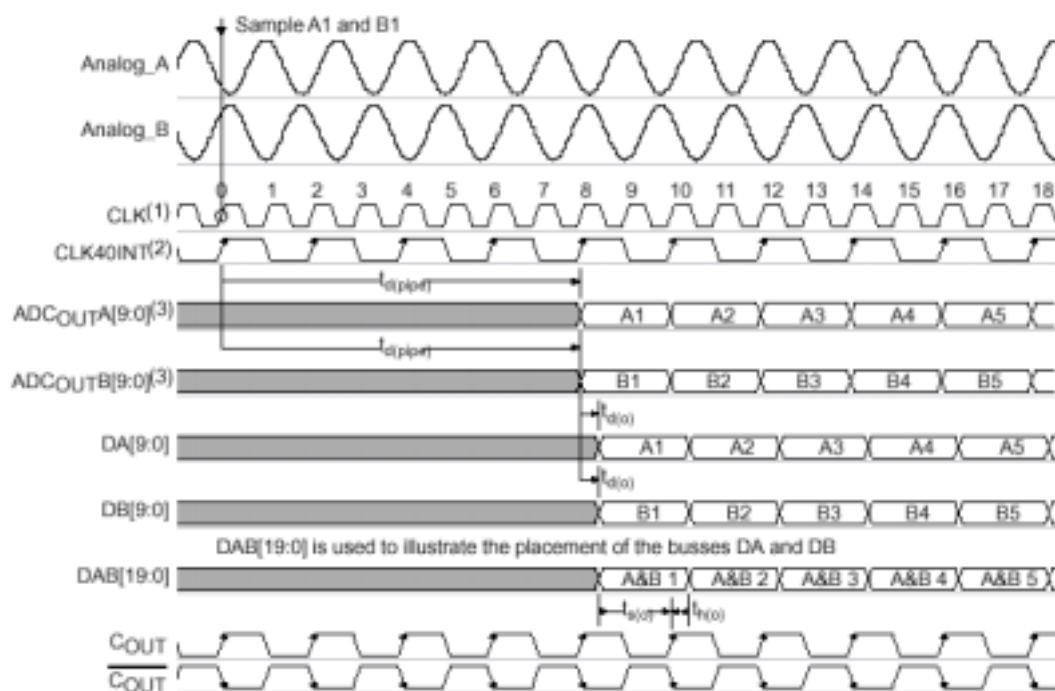 Sample A1 and B1
Analog_A
Analog_B
0 1 2 3 4 5 6 7 8 9 10 11 12 13 14 15 16 17 18
CLK(1)
CLK40INT(2)
td(pipe)
ADCOUTA[9:0](3) A1 A2 A3 A4 A5
td(pipe)
ADCOUTB[9:0](3) B1 B2 B3 B4 B5
td(o)
DA[9:0] A1 A2 A3 A4 A5
td(o)
DB[9:0] B1 B2 B3 B4 B5
DAB[19:0] is used to illustrate the placement of the busses DA and DB
DAB[19:0] A&B 1 A&B 2 A&B 3 A&B 4 A&B 5
ts(o) th(o)
COUT
COUT